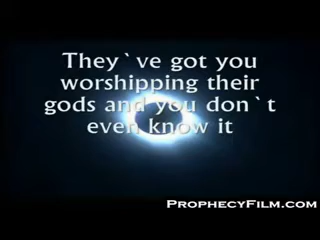 They`ve got you
worshipping their
gods and you don`t
even know it
ProphecyFilm.com